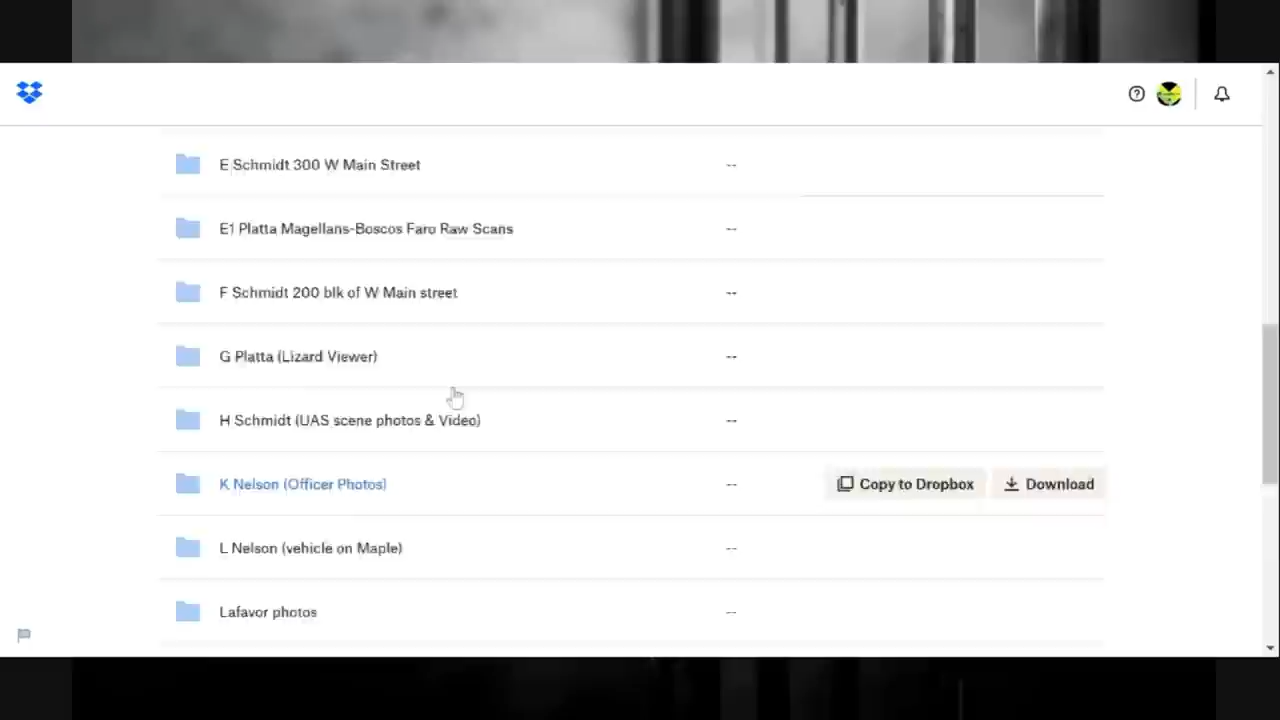 E Schmidt 300 W Main Street
--
E1 Platta Magellans-Boscos Faro Raw Scans
--
F Schmidt 200 blk of W Main street
--
G Platta (Lizard Viewer)
--
H Schmidt (UAS scene photos & Video)
--
K Nelson (Officer Photos)
--
Copy to Dropbox
Download
L Nelson (vehicle on Maple)
--
Lafavor photos
--